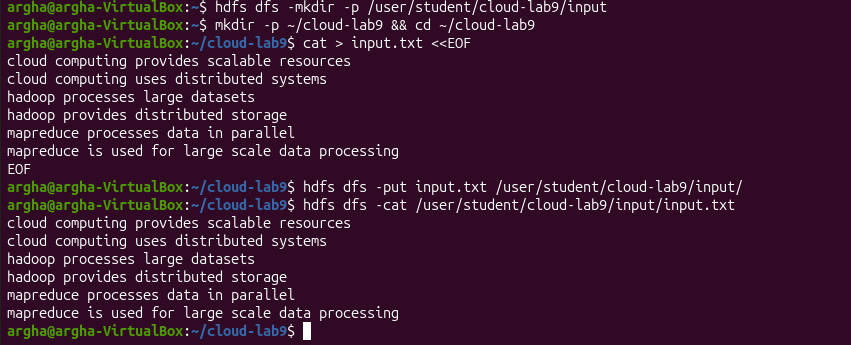 argha@argha-VirtualBox:~$ hdfs dfs -mkdir -p /user/student/cloud-lab9/input
argha@argha-VirtualBox:~$ mkdir -p ~/cloud-lab9 && cd ~/cloud-lab9
argha@argha-VirtualBox:~/cloud-lab9$ cat > input.txt <<EOF
cloud computing provides scalable resources
cloud computing uses distributed systems
hadoop processes large datasets
hadoop provides distributed storage
mapreduce processes data in parallel
mapreduce is used for large scale data processing
EOF
argha@argha-VirtualBox:~/cloud-lab9$ hdfs dfs -put input.txt /user/student/cloud-lab9/input/
argha@argha-VirtualBox:~/cloud-lab9$ hdfs dfs -cat /user/student/cloud-lab9/input/input.txt
cloud computing provides scalable resources
cloud computing uses distributed systems
hadoop processes large datasets
hadoop provides distributed storage
mapreduce processes data in parallel
mapreduce is used for large scale data processing
argha@argha-VirtualBox:~/cloud-lab9$